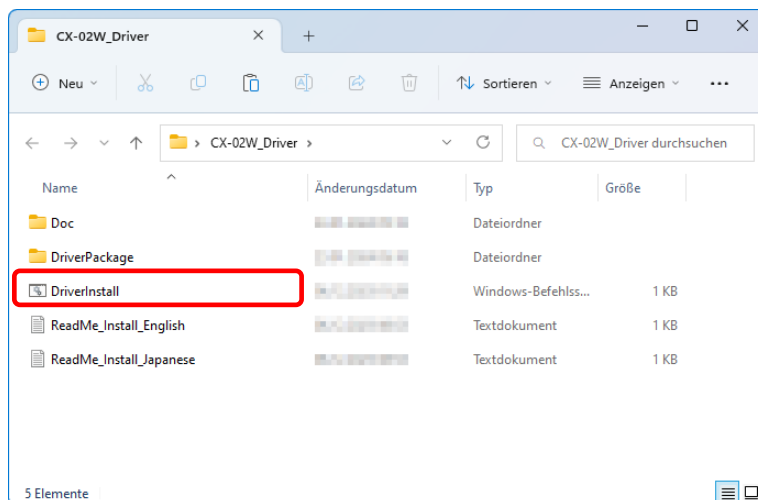 CX-02W_Driver
Neu Sortieren Anzeigen
CX-02W_Driver CX-02W_Driver durchsuchen
Name Änderungsdatum Typ Größe
Doc Dateiordner
DriverPackage Dateiordner
DriverInstall Windows-Befehlss... 1 KB
ReadMe_Install_English Textdokument 1 KB
ReadMe_Install_Japanese Textdokument 1 KB
5 Elemente